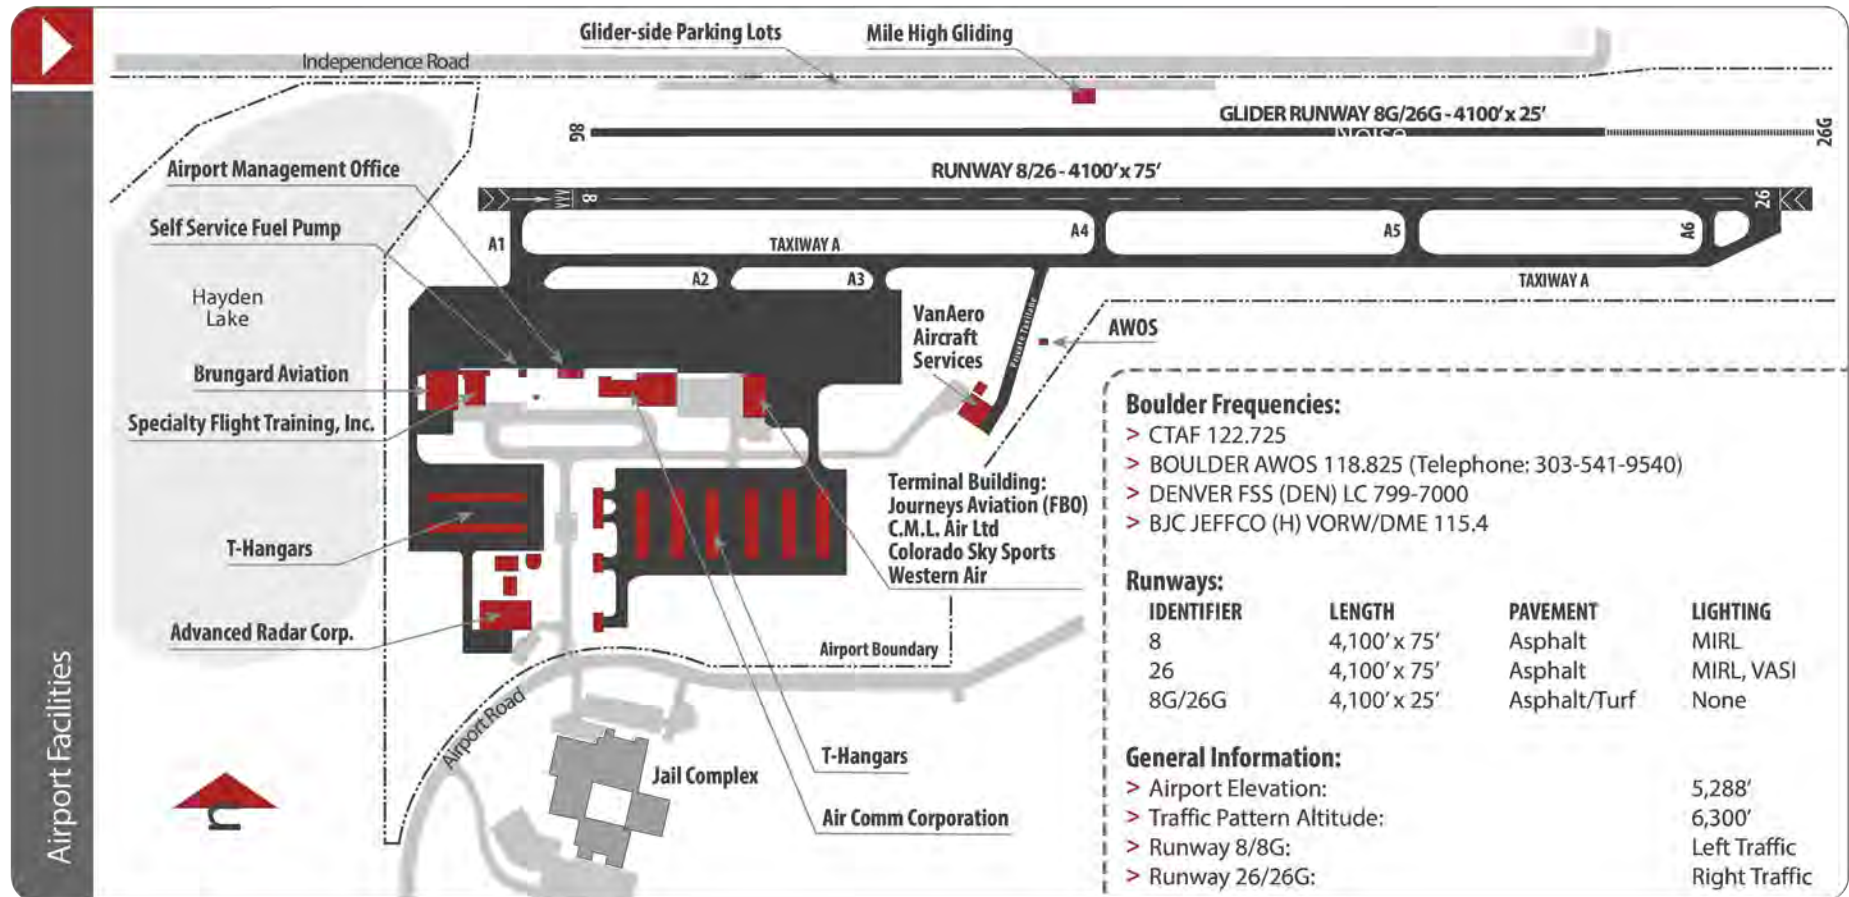 Airport Facilities
Glider-side Parking Lots
Mile High Gliding
Independence Road
GLIDER RUNWAY 8G/26G - 4100' x 25'
Noise
8G
26G
Airport Management Office
RUNWAY 8/26 - 4100' x 75'
8
26
Self Service Fuel Pump
A1
TAXIWAY A
A4
A5
A6
A2
A3
TAXIWAY A
Hayden
Lake
VanAero
Aircraft
Services
Private Taxilane
AWOS
Brungard Aviation
Specialty Flight Training, Inc.
Terminal Building:
Journeys Aviation (FBO)
C.M.L. Air Ltd
Colorado Sky Sports
Western Air
T-Hangars
Advanced Radar Corp.
Airport Boundary
Airport Road
Jail Complex
T-Hangars
Air Comm Corporation
n
Boulder Frequencies:
> CTAF 122.725
> BOULDER AWOS 118.825 (Telephone: 303-541-9540)
> DENVER FSS (DEN) LC 799-7000
> BJC JEFFCO (H) VORW/DME 115.4
Runways:
IDENTIFIER LENGTH PAVEMENT LIGHTING
8 4,100' x 75' Asphalt MIRL
26 4,100' x 75' Asphalt MIRL, VASI
8G/26G 4,100' x 25' Asphalt/Turf None
General Information:
> Airport Elevation: 5,288'
> Traffic Pattern Altitude: 6,300'
> Runway 8/8G: Left Traffic
> Runway 26/26G: Right Traffic